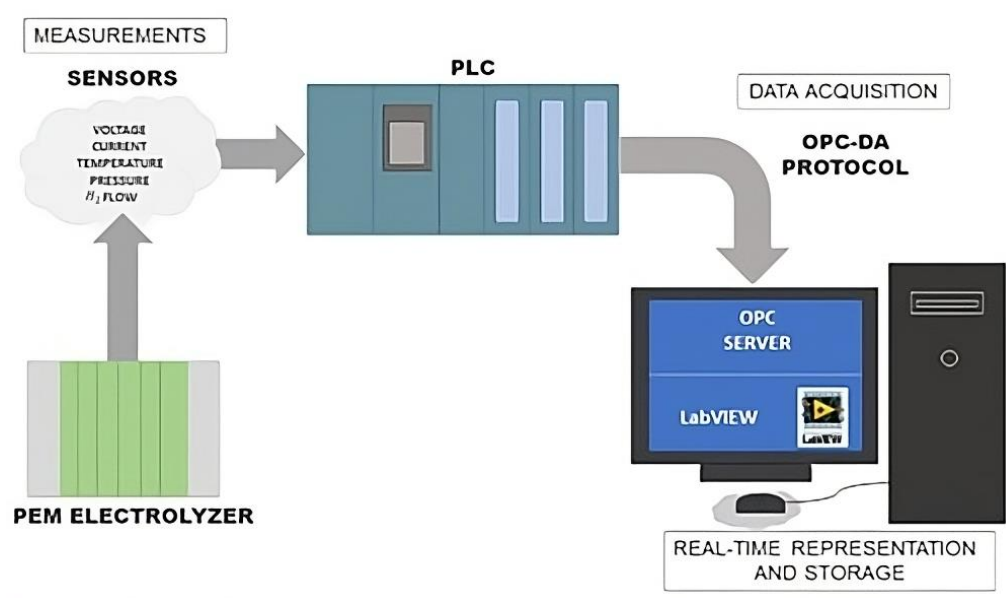 MEASUREMENTS
SENSORS
VOLTAGE
CURRENT
TEMPERATURE
PRESSURE
H₂ FLOW
PLC
DATA ACQUISITION
OPC-DA
PROTOCOL
OPC
SERVER
LabVIEW
LabVIEW
PEM ELECTROLYZER
REAL-TIME REPRESENTATION
AND STORAGE